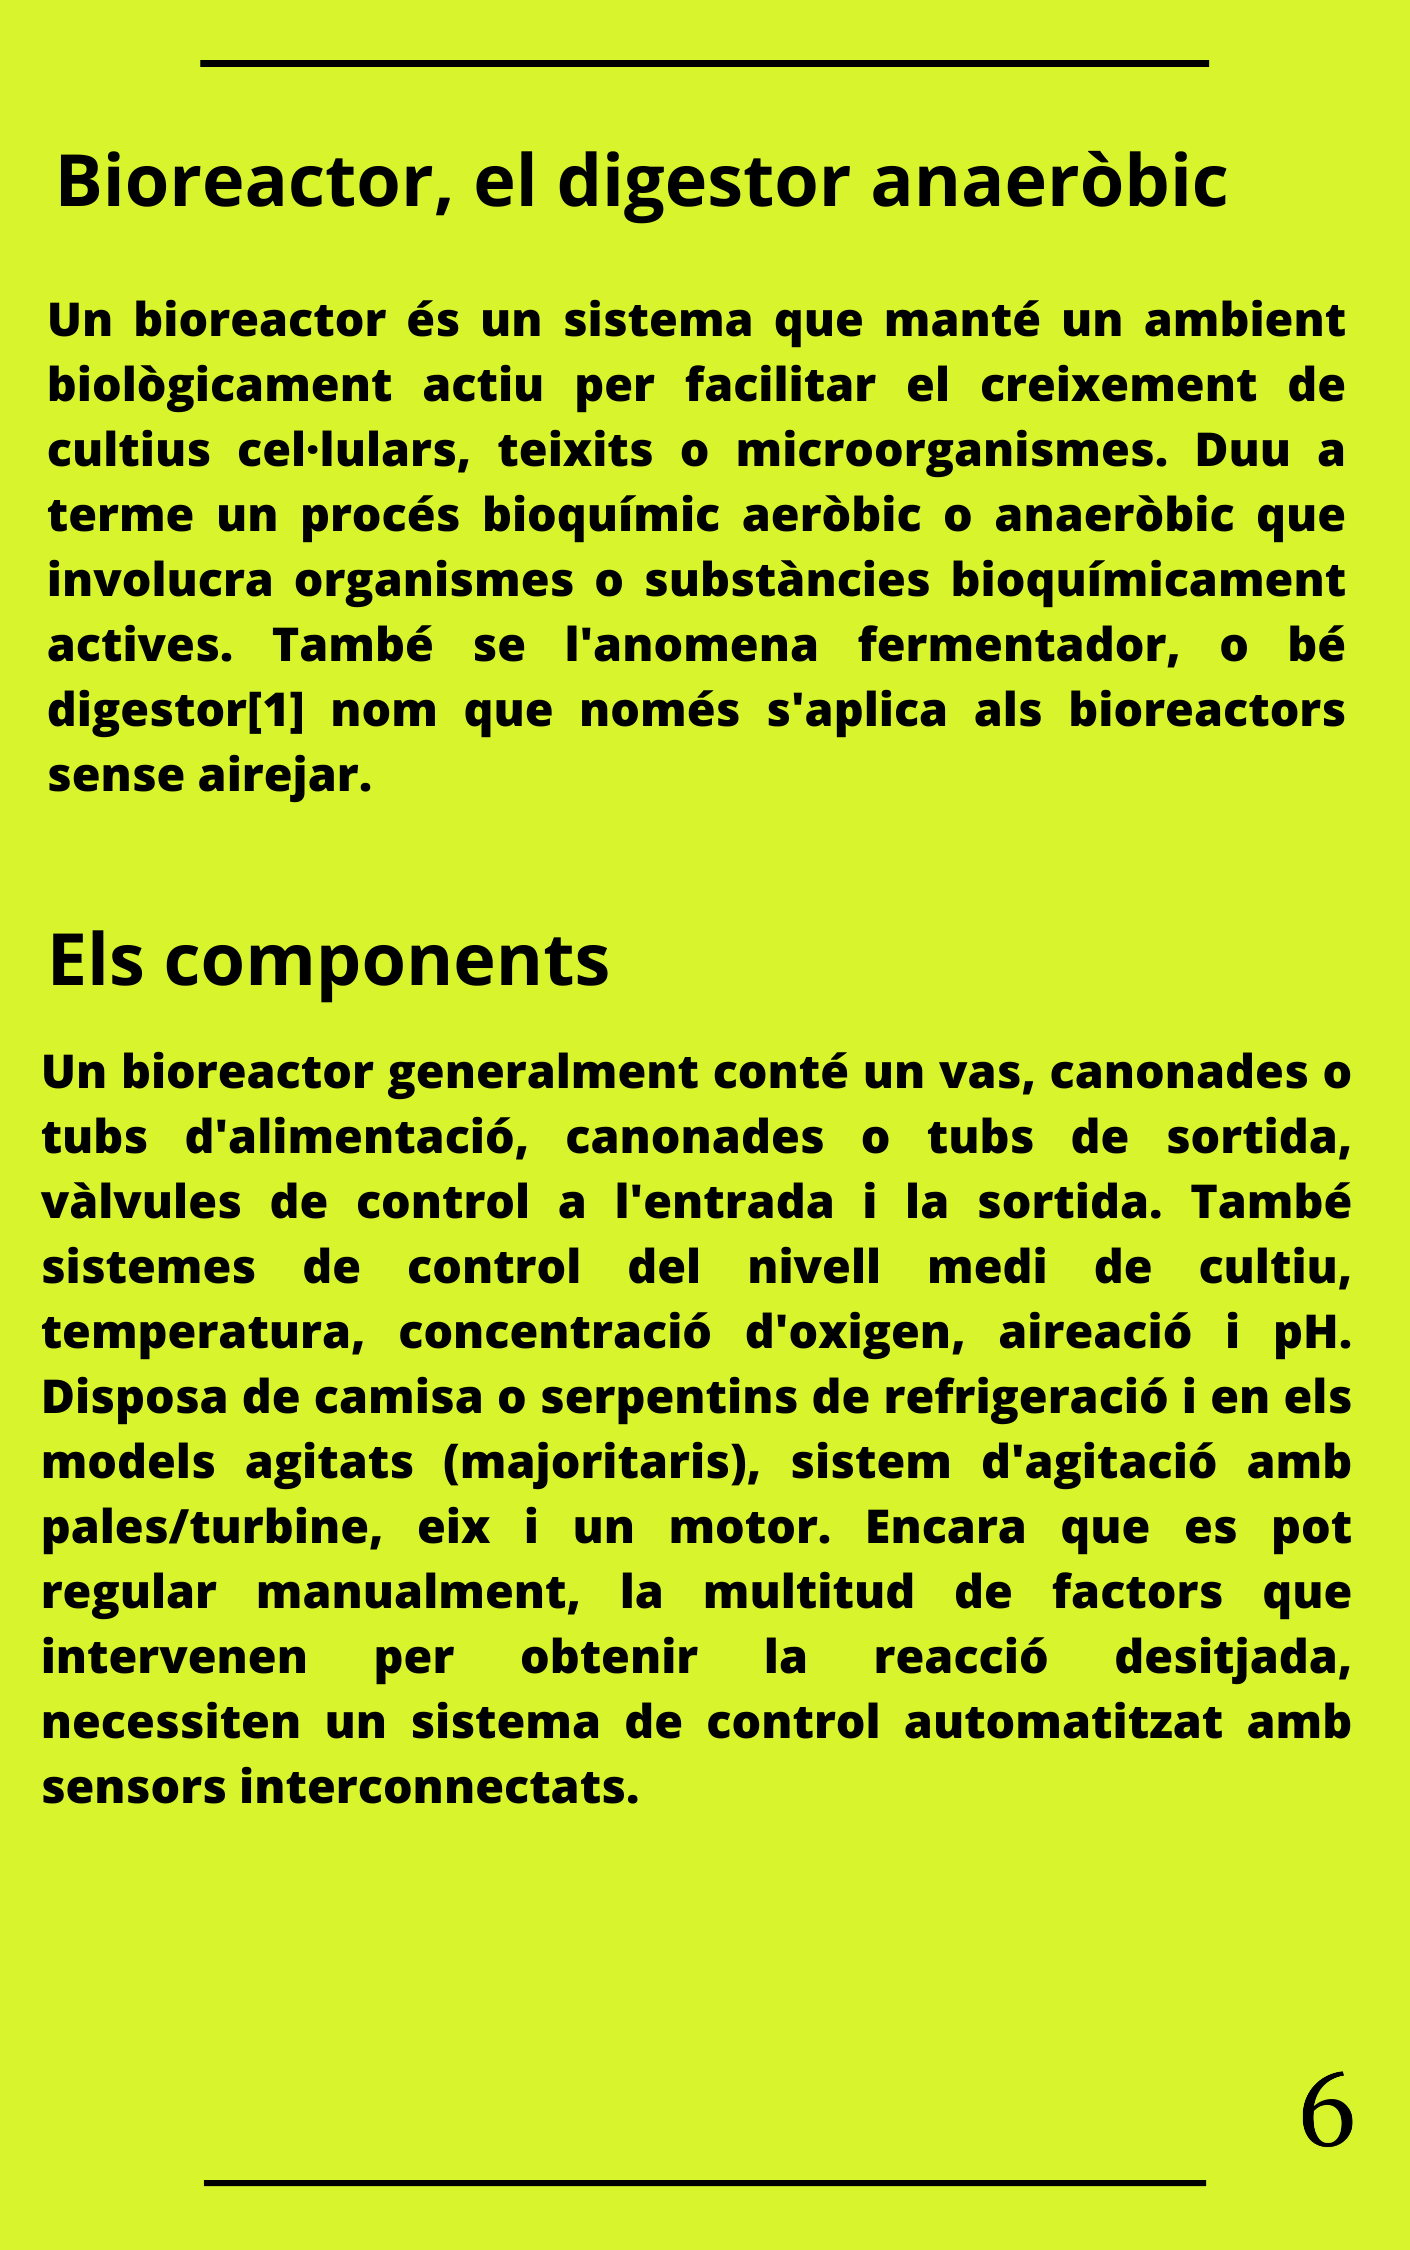 Bioreactor, el digestor anaeròbic
Un bioreactor és un sistema que manté un ambient
biològicament actiu per facilitar el creixement de
cultius cel·lulars, teixits o microorganismes. Duu a
terme un procés bioquímic aeròbic o anaeròbic que
involucra organismes o substàncies bioquímicament
actives. També se l'anomena fermentador, o bé
digestor[1] nom que només s'aplica als bioreactors
sense airejar.
Els components
Un bioreactor generalment conté un vas, canonades o
tubs d'alimentació, canonades o tubs de sortida,
vàlvules de control a l'entrada i la sortida. També
sistemes de control del nivell medi de cultiu,
temperatura, concentració d'oxigen, aireació i pH.
Disposa de camisa o serpentins de refrigeració i en els
models agitats (majoritaris), sistem d'agitació amb
pales/turbine, eix i un motor. Encara que es pot
regular manualment, la multitud de factors que
intervenen per obtenir la reacció desitjada,
necessiten un sistema de control automatitzat amb
sensors interconnectats.
6